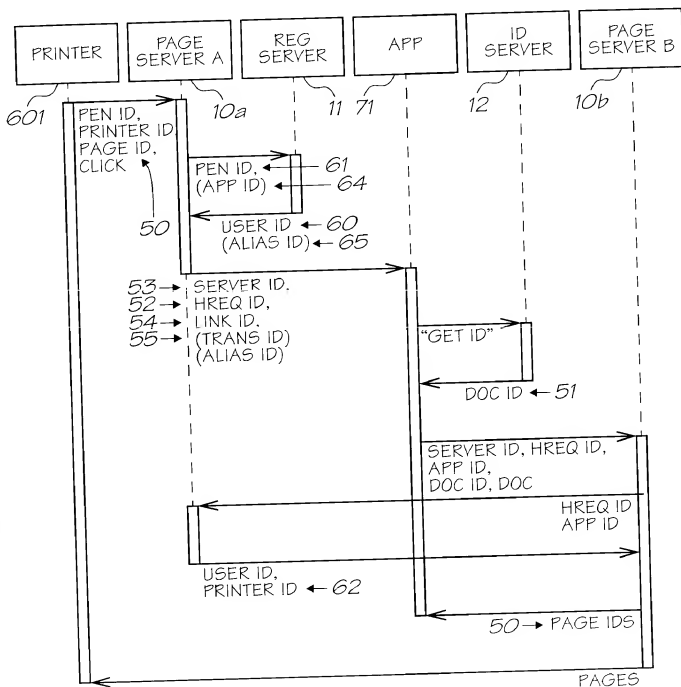 PRINTER
PAGE
SERVER A
REG
SERVER
APP
ID
SERVER
PAGE
SERVER B
601
10a
11
71
12
10b
PEN ID,
PRINTER ID
PAGE ID,
CLICK
50
PEN ID, 61
(APP ID) 64
USER ID 60
(ALIAS ID) 65
53 SERVER ID.
52 HREQ ID,
54 LINK ID.
55 (TRANS ID)
(ALIAS ID)
"GET ID"
DOC ID 51
SERVER ID, HREQ ID,
APP ID,
DOC ID, DOC
HREQ ID
APP ID
USER ID,
PRINTER ID 62
50 PAGE IDS
PAGES